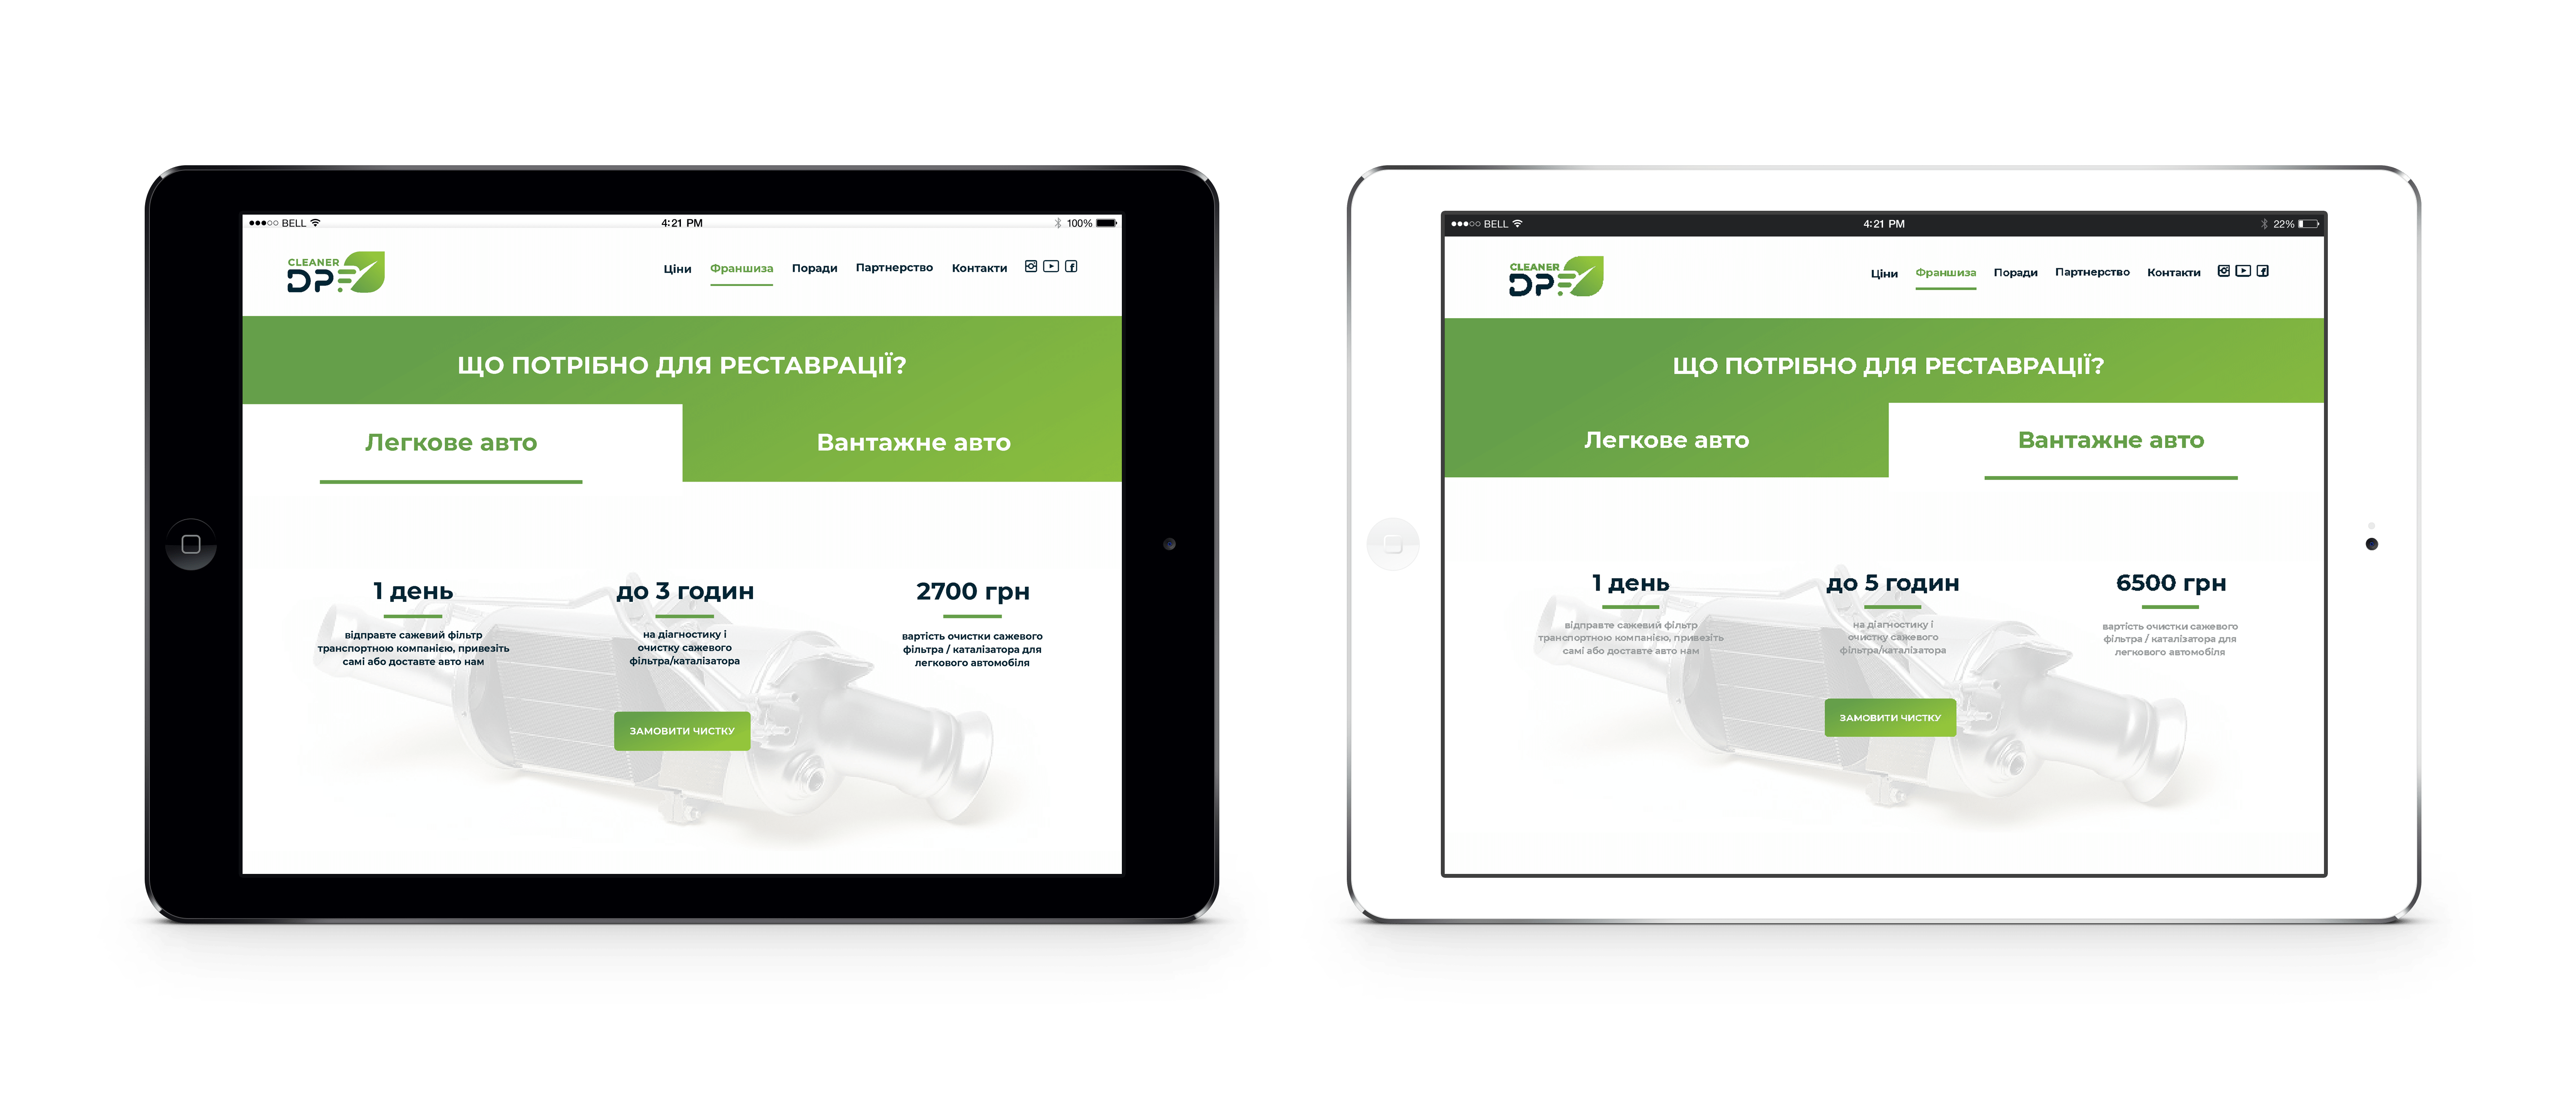 BELL 4:21 PM 100%
CLEANER
DPF
Ціни Франшиза Поради Партнерство Контакти
ЩО ПОТРІБНО ДЛЯ РЕСТАВРАЦІЇ?
Легкове авто Вантажне авто
1 день до 3 годин 2700 грн
відправте сажевий фільтр
транспортною компанією, привезіть
самі або доставте авто нам
на діагностику і
очистку сажевого
фільтра/каталізатора
вартість очистки сажевого
фільтра / каталізатора для
легкового автомобіля
ЗАМОВИТИ ЧИСТКУ
BELL 4:21 PM 22%
CLEANER
DPF
Ціни Франшиза Поради Партнерство Контакти
ЩО ПОТРІБНО ДЛЯ РЕСТАВРАЦІЇ?
Легкове авто Вантажне авто
1 день до 5 годин 6500 грн
відправте сажевий фільтр
транспортною компанією, привезіть
самі або доставте авто нам
на діагностику і
очистку сажевого
фільтра/каталізатора
вартість очистки сажевого
фільтра / каталізатора для
легкового автомобіля
ЗАМОВИТИ ЧИСТКУ